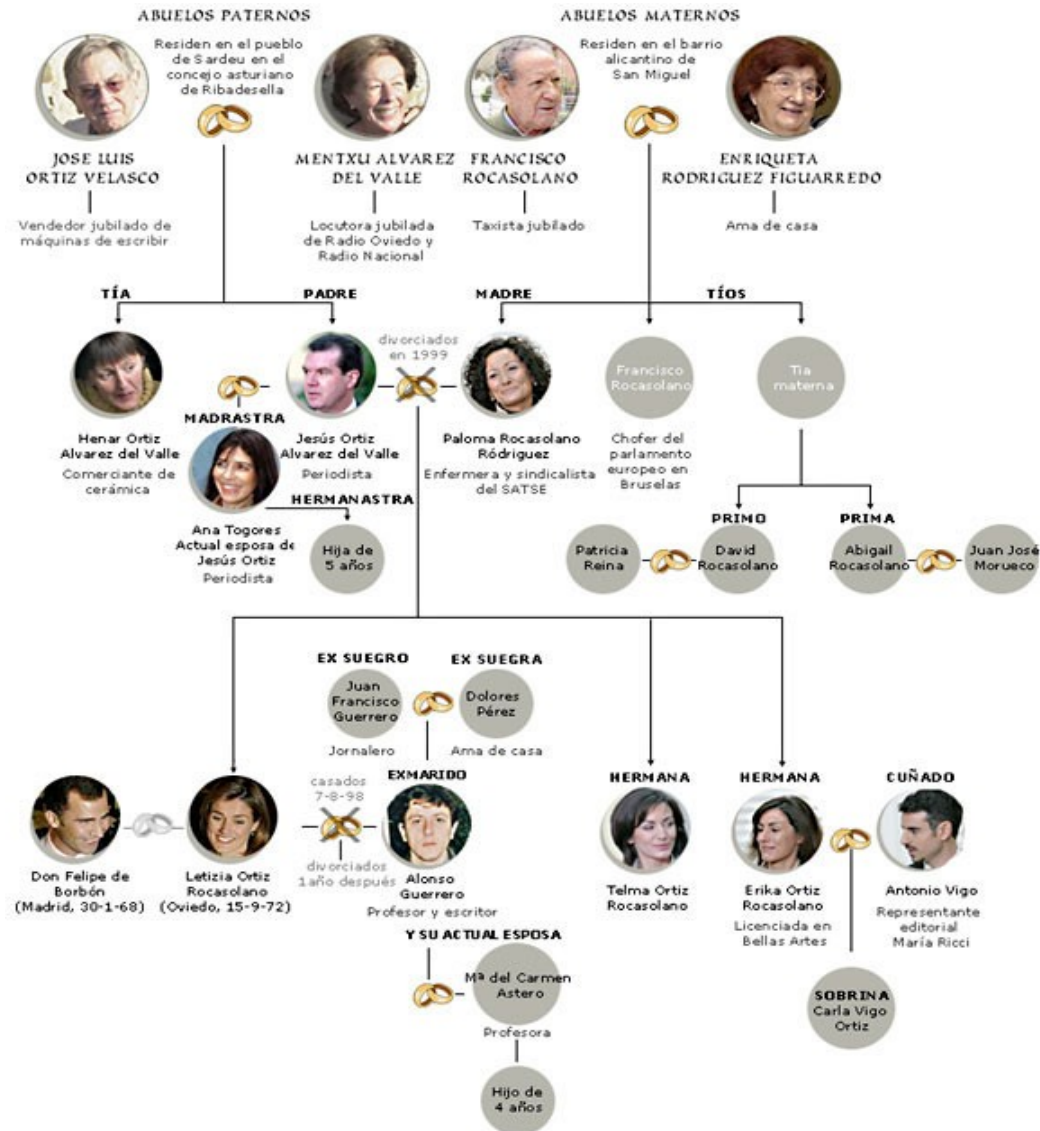 ABUELOS PATERNOS
Residen en el pueblo
de Sardeu en el
concejo asturiano
de Ribadesella
JOSE LUIS
ORTIZ VELASCO
Vendedor jubilado de
máquinas de escribir
MENTXU ALVAREZ
DEL VALLE
Locutora jubilada
de Radio Oviedo y
Radio Nacional
ABUELOS MATERNOS
Residen en el barrio
alicantino de
San Miguel
FRANCISCO
ROCASOLANO
Taxista jubilado
ENRIQUETA
RODRIGUEZ FIGUARREDO
Ama de casa
TÍA
Henar Ortiz
Alvarez del Valle
Comerciante de
cerámica
PADRE
Jesús Ortiz
Alvarez del Valle
Periodista
divorciados
en 1999
MADRE
Paloma Rocasolano
Ródriguez
Enfermera y sindicalista
del SATSE
TÍOS
Francisco
Rocasolano
Chofer del
parlamento
europeo en
Bruselas
Tia
materna
MADRASTRA
Ana Togores
Actual esposa de
Jesús Ortiz
Periodista
HERMANASTRA
Hija de
5 años
PRIMO
Patricia
Reina
David
Rocasolano
PRIMA
Abigail
Rocasolano
Juan José
Morueco
EX SUEGRO
Juan
Francisco
Guerrero
Jornalero
EX SUEGRA
Dolores
Pérez
Ama de casa
Don Felipe de
Borbón
(Madrid, 30-1-68)
Letizia Ortiz
Rocasolano
(Oviedo, 15-9-72)
casados
7-8-98
divorciados
1 año después
EXMARIDO
Alonso
Guerrero
Profesor y escritor
Y SU ACTUAL ESPOSA
Mª del Carmen
Astero
Profesora
Hijo de
4 años
HERMANA
Telma Ortiz
Rocasolano
HERMANA
Erika Ortiz
Rocasolano
Licenciada en
Bellas Artes
CUÑADO
Antonio Vigo
Representante
editorial
María Ricci
SOBRINA
Carla Vigo
Ortiz